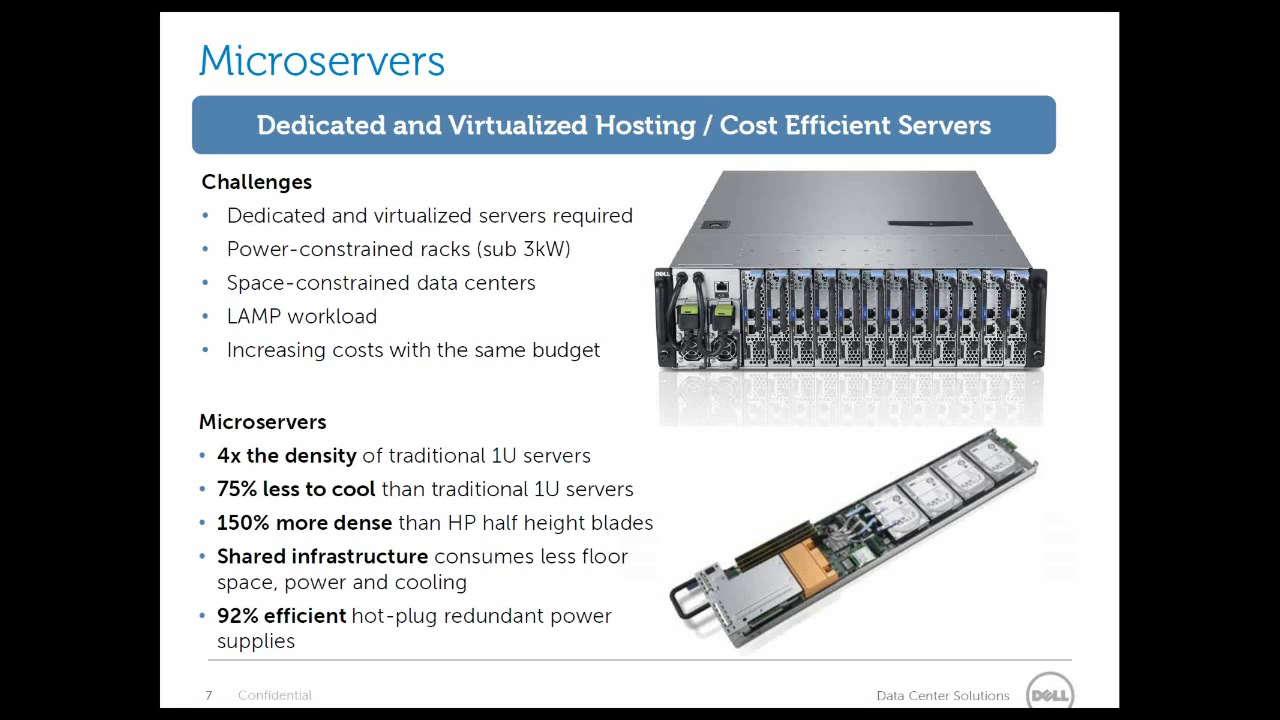 Microservers
Dedicated and Virtualized Hosting / Cost Efficient Servers
Challenges
• Dedicated and virtualized servers required
• Power-constrained racks (sub 3kW)
• Space-constrained data centers
• LAMP workload
• Increasing costs with the same budget
DELL
Microservers
• 4x the density of traditional 1U servers
• 75% less to cool than traditional 1U servers
• 150% more dense than HP half height blades
• Shared infrastructure consumes less floor
space, power and cooling
• 92% efficient hot-plug redundant power
supplies
7 Confidential
Data Center Solutions
DELL